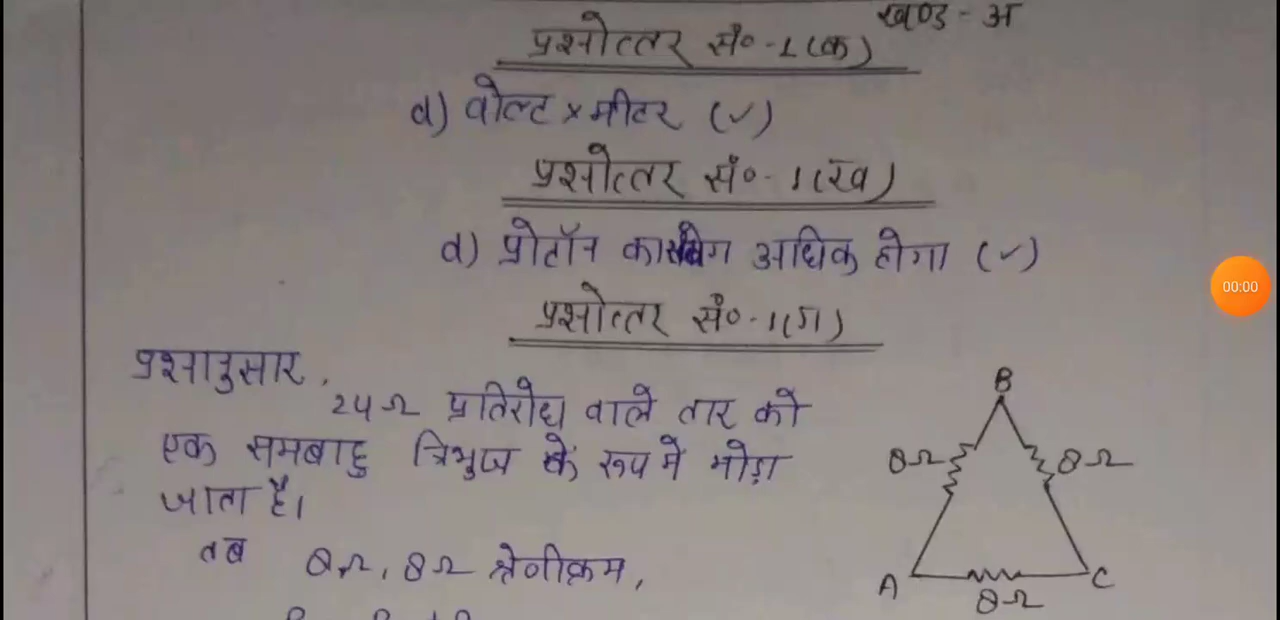 खण्ड - अ
प्रश्नोत्तर सं० - 1(क)
d) वोल्ट × मीटर (✓)
प्रश्नोत्तर सं० - 1(ख)
d) प्रोटॉन का वेग अधिक होगा (✓)
00:00
प्रश्नोत्तर सं० - 1(ग)
प्रश्नानुसार,
24Ω प्रतिरोध वाले तार को
एक समबाहु त्रिभुज के रूप में मोड़ा
जाता है।
तब 8Ω, 8Ω श्रेणीक्रम,
B
8Ω 8Ω
A C
8Ω